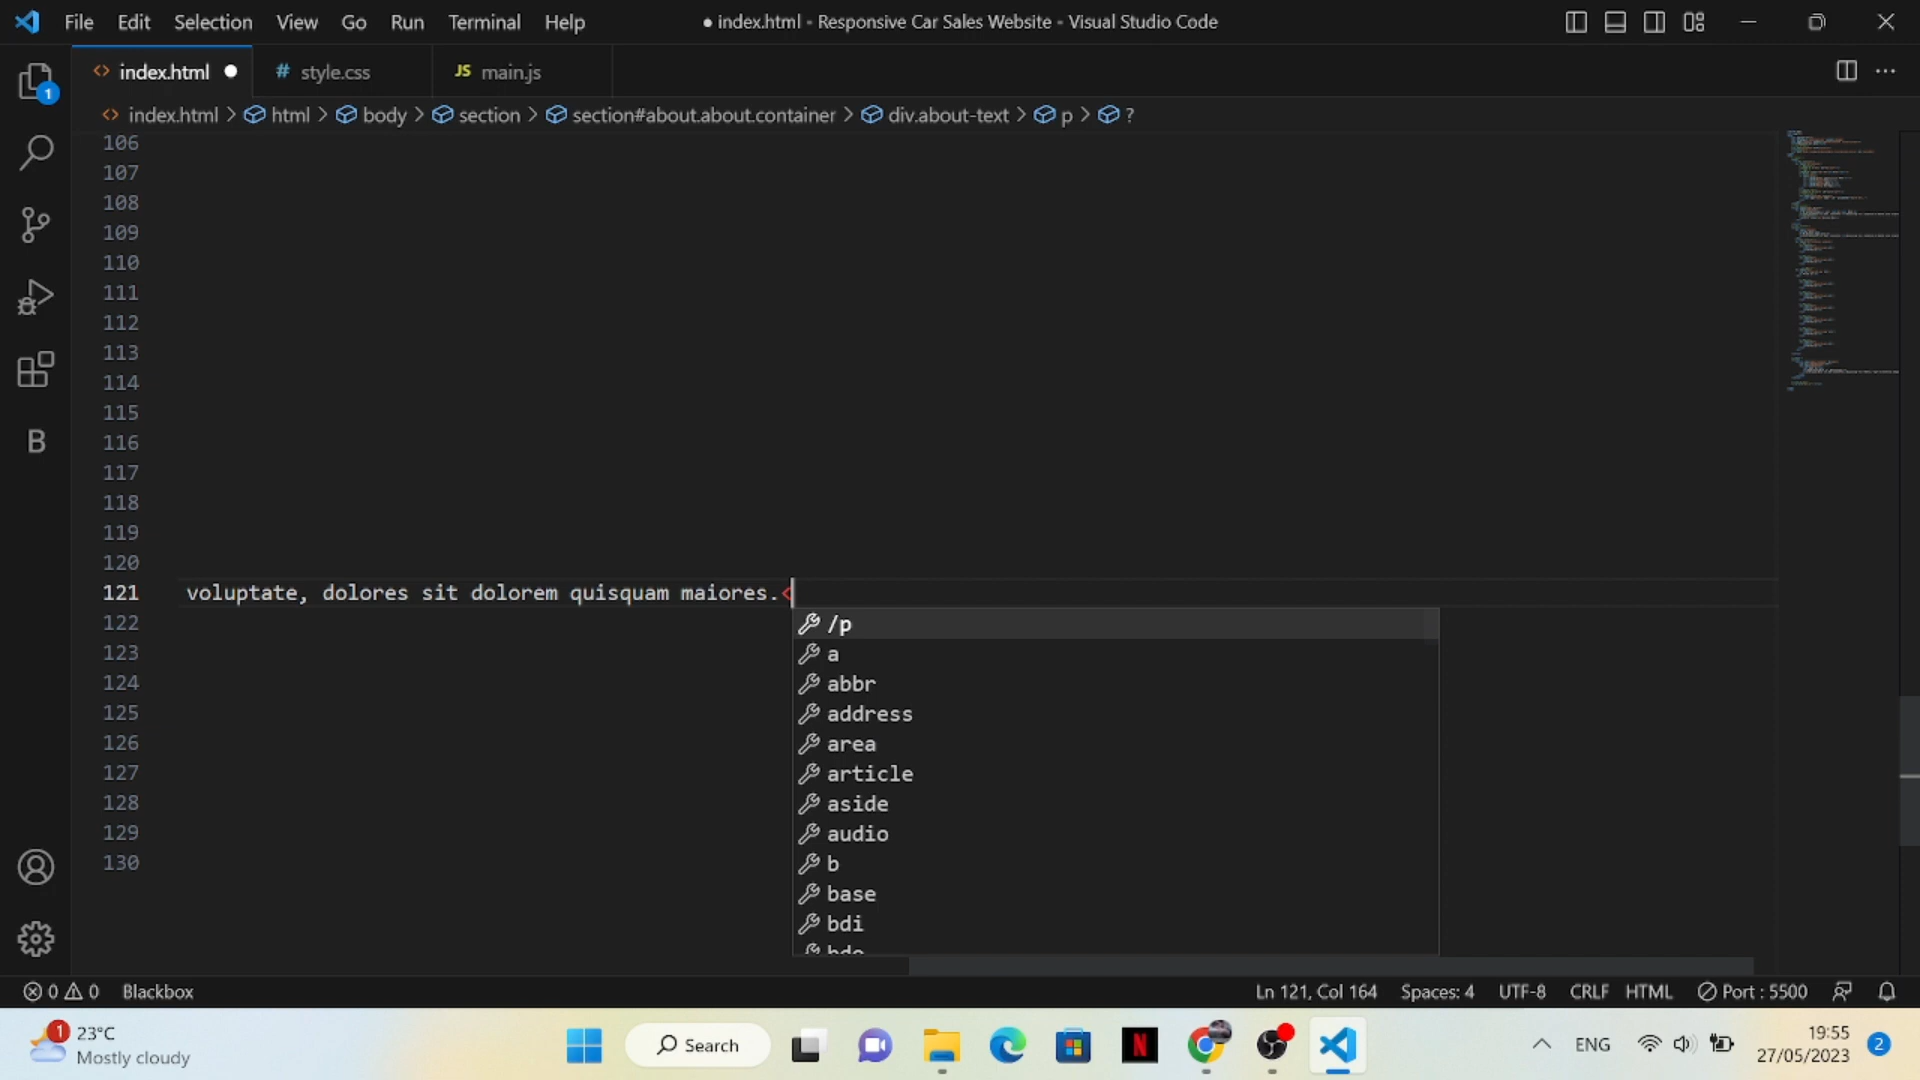 File Edit Selection View Go Run Terminal Help ● index.html - Responsive Car Sales Website - Visual Studio Code
<> index.html ● # style.css JS main.js
1
<> index.html > html > body > section > section#about.about.container > div.about-text > p > ?
106
107
108
109
110
111
112
113
114
115
116
117
118
119
120
121 voluptate, dolores sit dolorem quisquam maiores.<
122
123
124
125
126
127
128
129
130
/p
a
abbr
address
area
article
aside
audio
b
base
bdi
bdo
B
0 0 Blackbox Ln 121, Col 164 Spaces: 4 UTF-8 CRLF HTML Port : 5500
1 23°C
Mostly cloudy
Search
N
ENG
19:55
27/05/2023
2